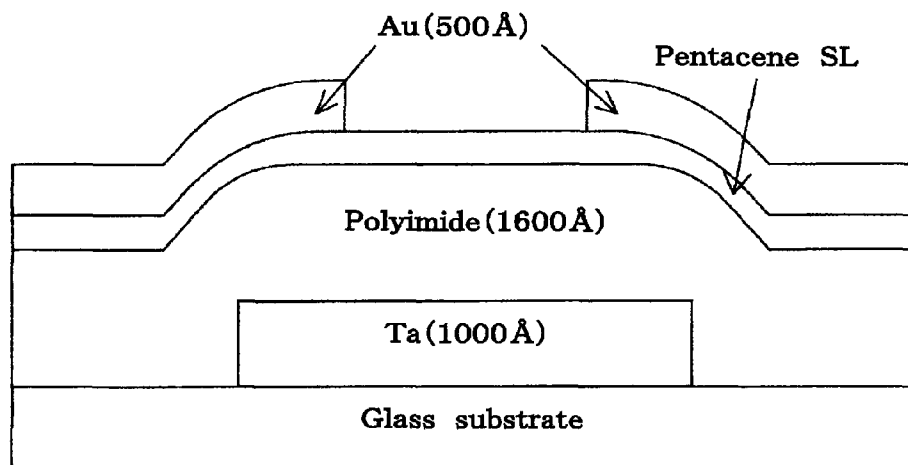 Au(500Å)
Pentacene SL
Polyimide(1600Å)
Ta(1000Å)
Glass substrate